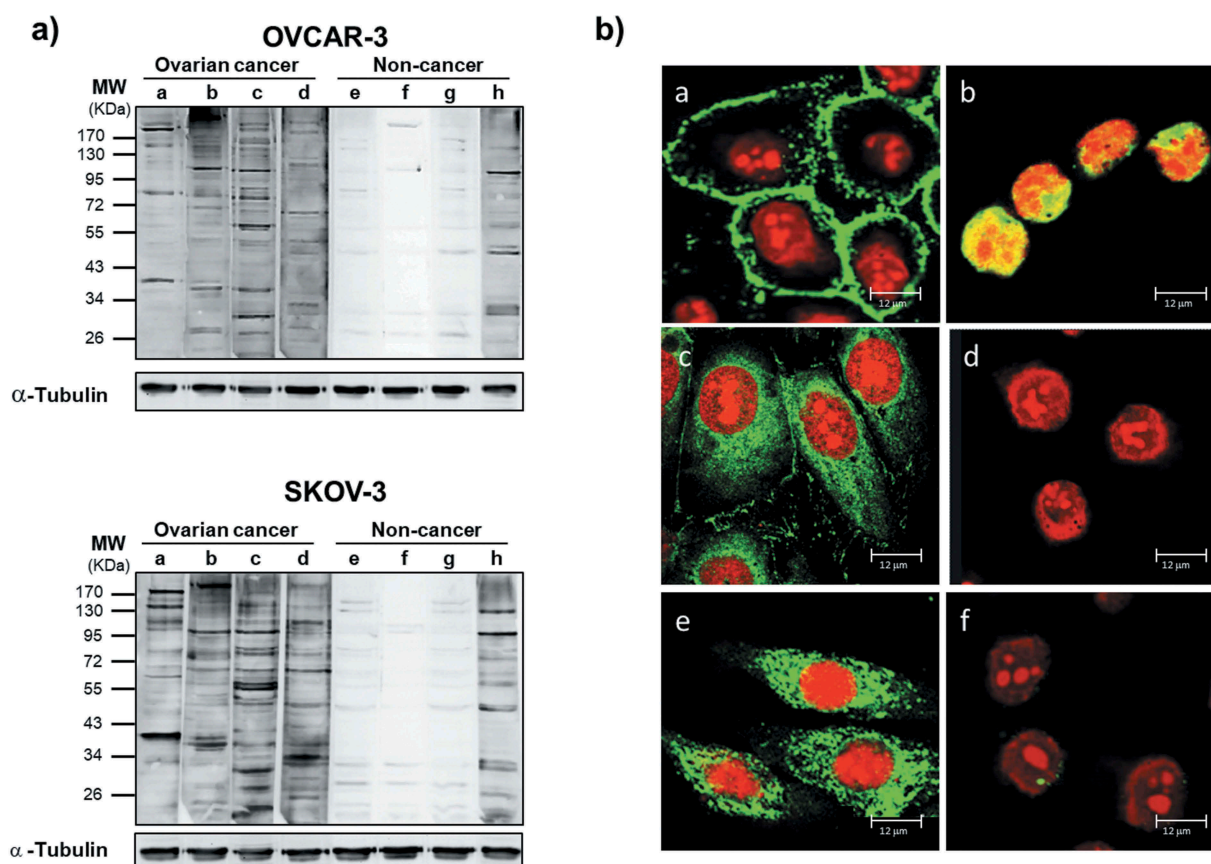 a)
OVCAR-3
Ovarian cancer Non-cancer
MW
(KDa)
a b c d e f g h
170
130
95
72
55
43
34
26
α-Tubulin
SKOV-3
Ovarian cancer Non-cancer
MW
(KDa)
a b c d e f g h
170
130
95
72
55
43
34
26
α-Tubulin
b)
a
12 µm
b
12 µm
c
12 µm
d
12 µm
e
12 µm
f
12 µm